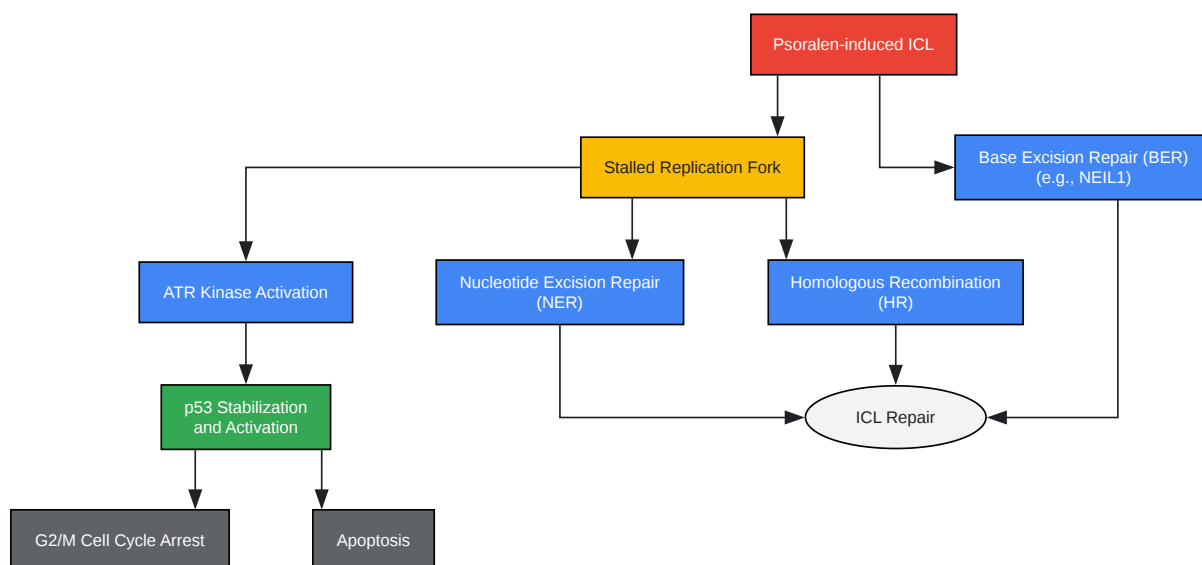 Psoralen-induced ICL
Stalled Replication Fork
Base Excision Repair (BER)
(e.g., NEIL1)
ATR Kinase Activation
Nucleotide Excision Repair
(NER)
Homologous Recombination
(HR)
p53 Stabilization
and Activation
ICL Repair
G2/M Cell Cycle Arrest
Apoptosis